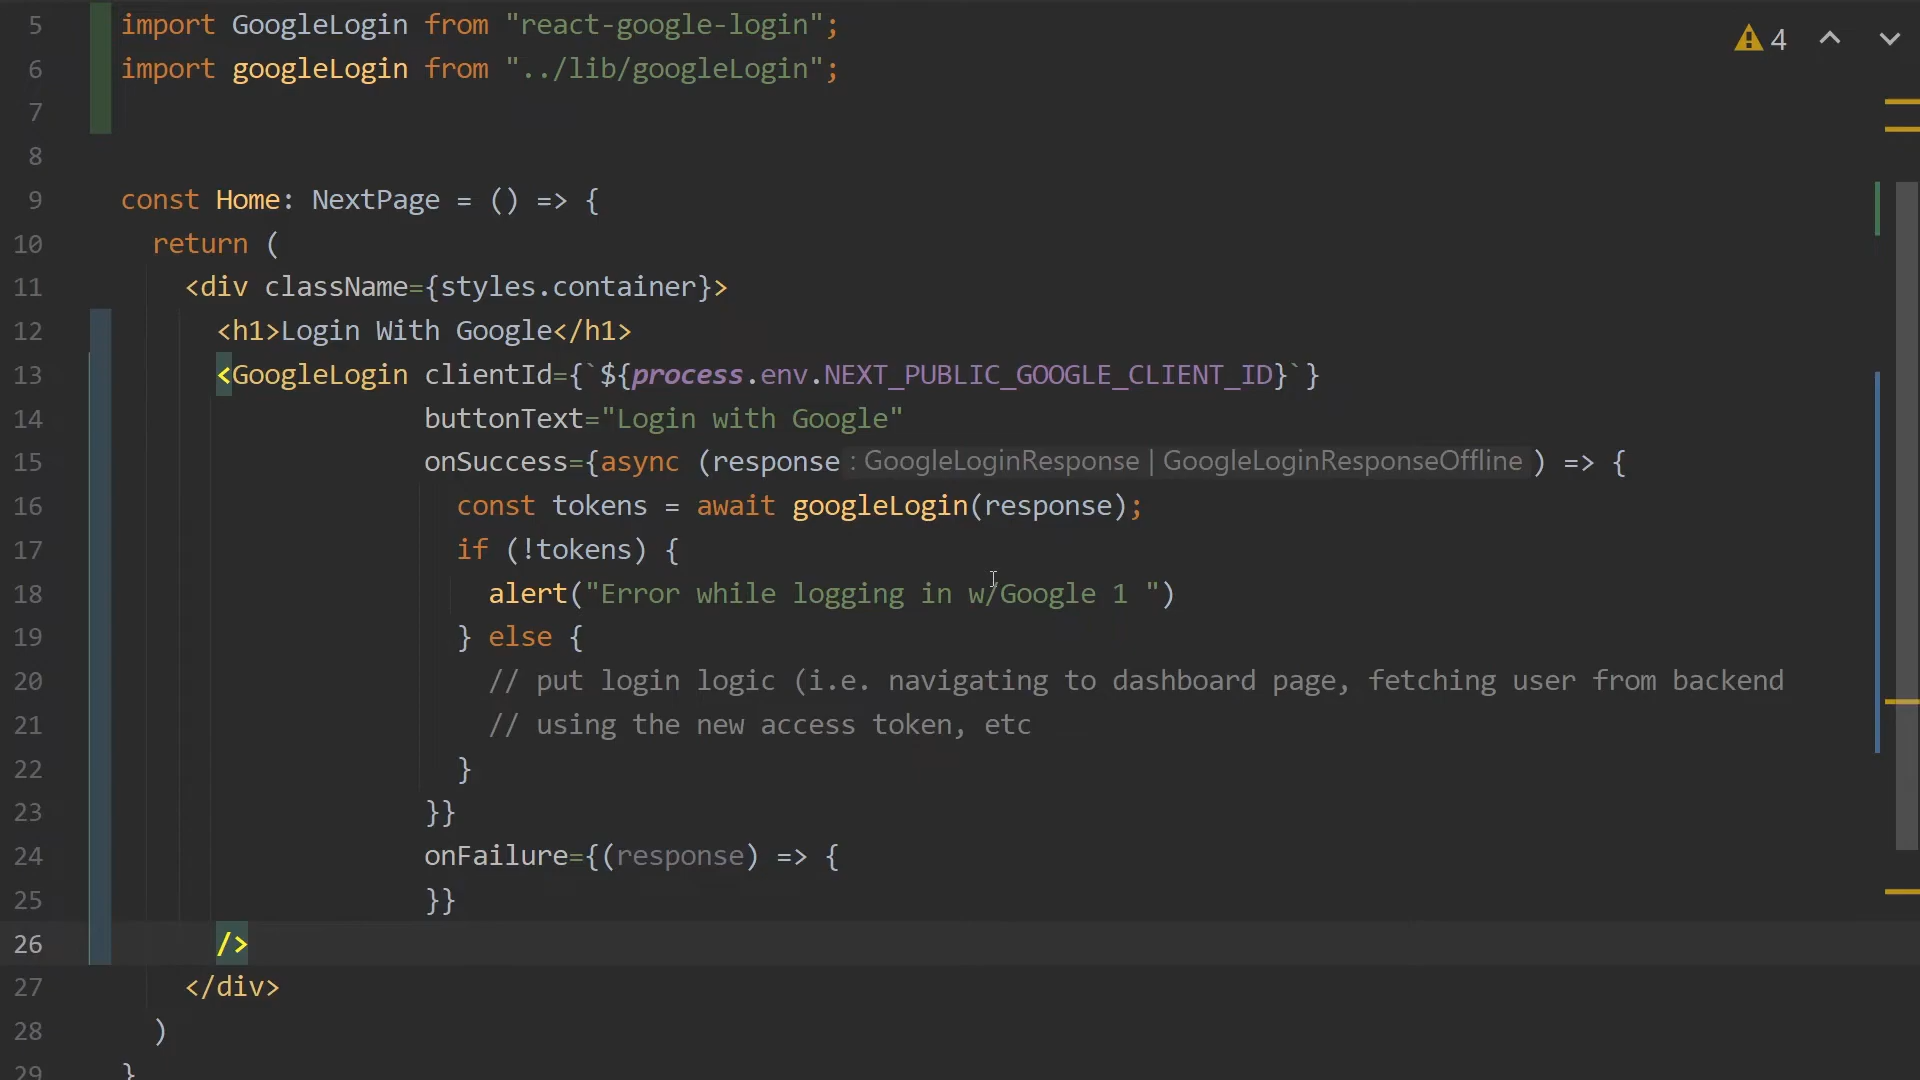 5 import GoogleLogin from "react-google-login";
6 import googleLogin from "../lib/googleLogin";
4
7
8
9 const Home: NextPage = () => {
10 return (
11 <div className={styles.container}>
12 <h1>Login With Google</h1>
13 <GoogleLogin clientId={`${process.env.NEXT_PUBLIC_GOOGLE_CLIENT_ID}`}
14 buttonText="Login with Google"
15 onSuccess={async (response : GoogleLoginResponse | GoogleLoginResponseOffline ) => {
16 const tokens = await googleLogin(response);
17 if (!tokens) {
18 alert("Error while logging in w/Google 1 ")
19 } else {
20 // put login logic (i.e. navigating to dashboard page, fetching user from backend
21 // using the new access token, etc
22 }
23 }}
24 onFailure={(response) => {
25 }}
26 />
27 </div>
28 )
29 }